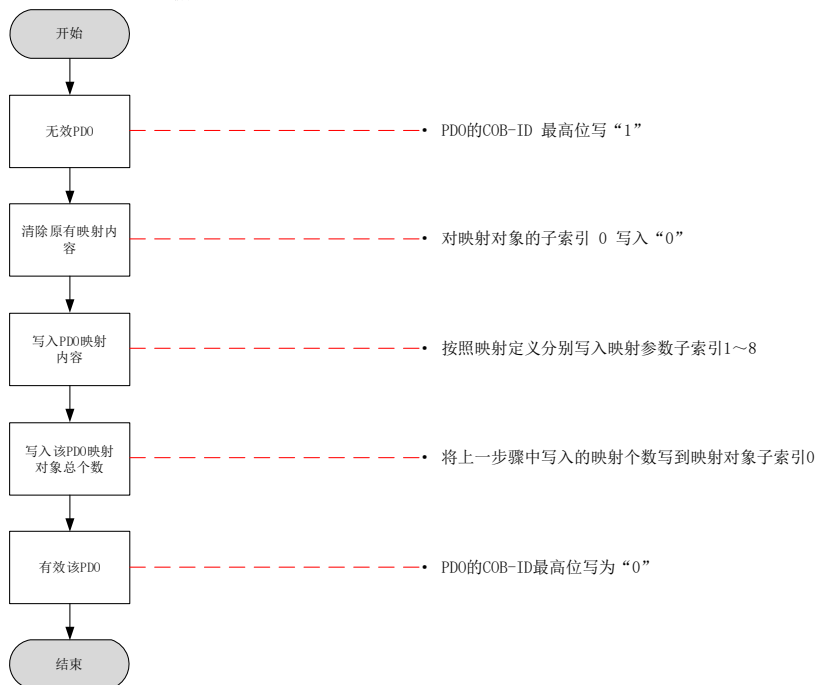 开始
无效PDO
• PDO的COB-ID 最高位写“1”
清除原有映射内
容
• 对映射对象的子索引 0 写入“0”
写入PDO映射
内容
• 按照映射定义分别写入映射参数子索引1～8
写入该PDO映射
对象总个数
• 将上一步骤中写入的映射个数写到映射对象子索引0
有效该PDO
• PDO的COB-ID最高位写为“0”
结束